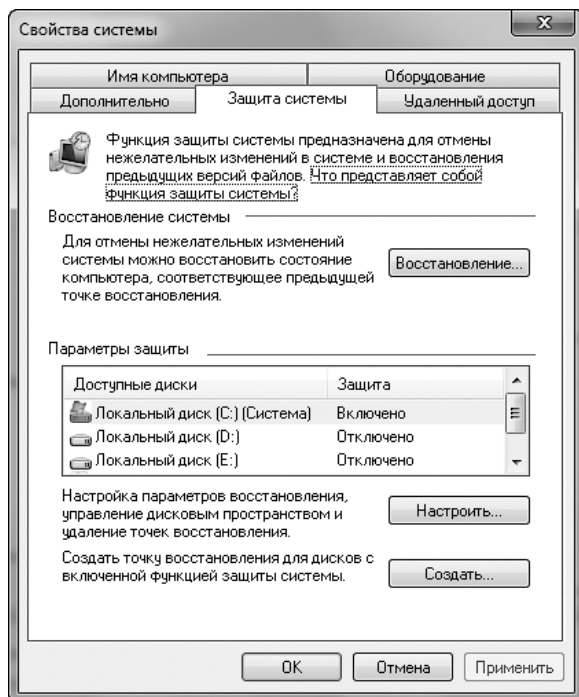 Свойства системы
Имя компьютера
Оборудование
Дополнительно
Защита системы
Удаленный доступ
Функция защиты системы предназначена для отмены
нежелательных изменений в системе и восстановления
предыдущих версий файлов. Что представляет собой
функция защиты системы?
Восстановление системы
Для отмены нежелательных изменений
системы можно восстановить состояние
компьютера, соответствующее предыдущей
точке восстановления.
Восстановление...
Параметры защиты
Доступные диски
Защита
Локальный диск (C:) (Система)
Включено
Локальный диск (D:)
Отключено
Локальный диск (E:)
Отключено
Настройка параметров восстановления,
управление дисковым пространством и
удаление точек восстановления.
Настроить...
Создать точку восстановления для дисков с
включенной функцией защиты системы.
Создать...
OK
Отмена
Применить